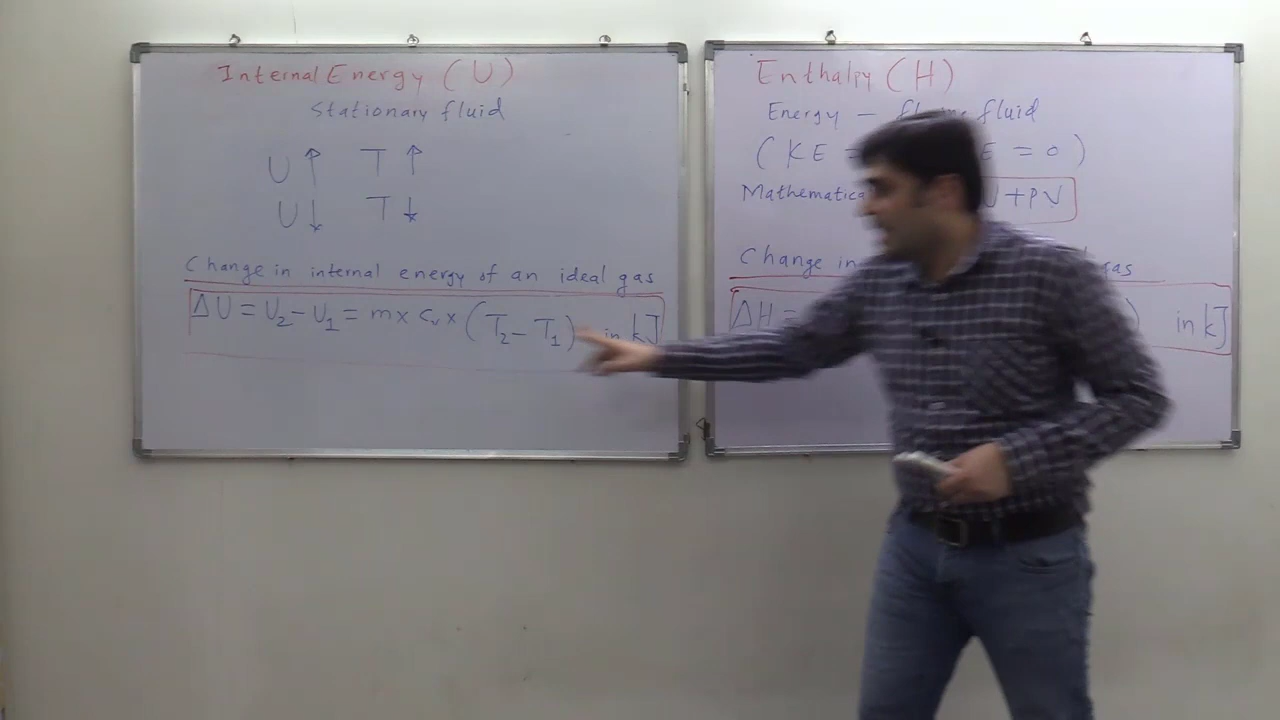 Internal Energy (U)
Stationary fluid
U ↑ T ↑
U ↓ T ↓
Change in internal energy of an ideal gas
ΔU = U₂ - U₁ = m x Cᵥ x (T₂ - T₁) in kJ
Enthalpy (H)
Energy - fluid
(KE = E = 0)
Mathematica U + PV
Change in gas
ΔH = ) in kJ